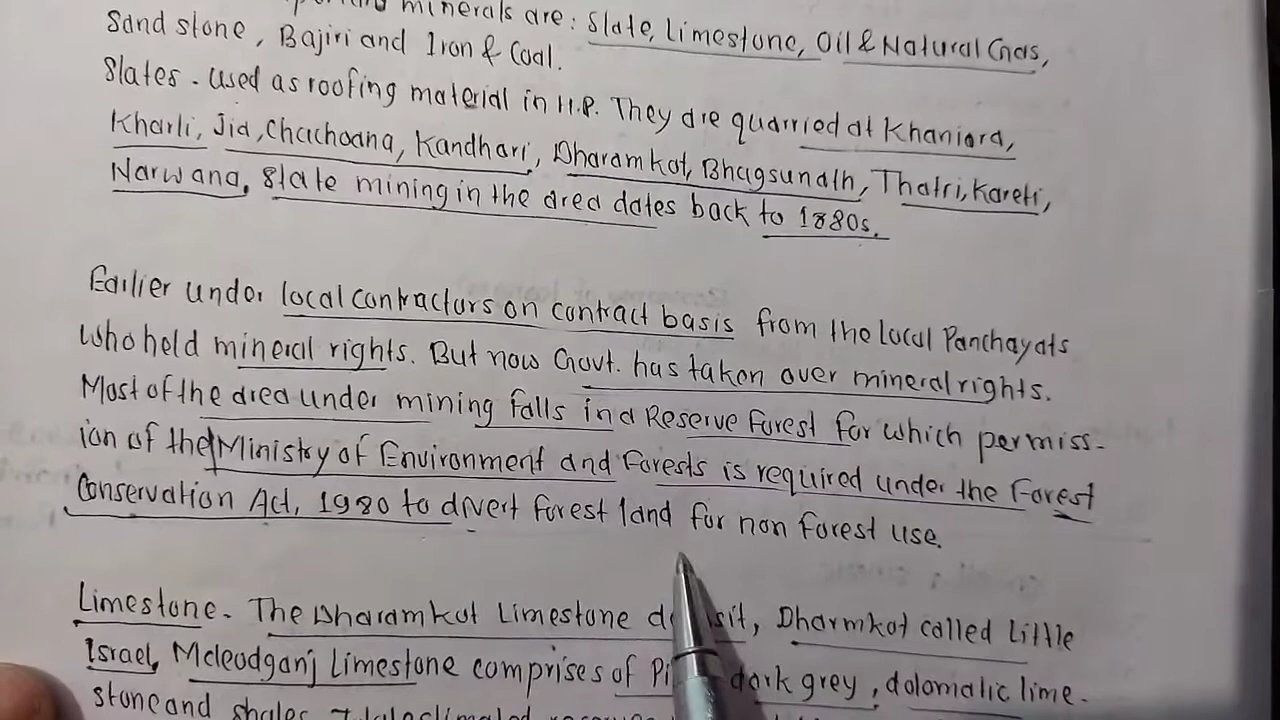 minerals are: Slate, Limestone, Oil & Natural Gas,
Sand stone, Bajiri and Iron & Coal.
Slates - used as roofing material in H.P. They are quarried at Khaniara,
Kharli, Jia, Chachoana, Kandhari, Dharamkot, Bhagsunath, Thatri, Kareri,
Narwana, Slate mining in the area dates back to 1880s.
Earlier under local contractors on contract basis from the local Panchayats
who hold mineral rights. But now Govt. has taken over mineral rights.
Most of the area under mining falls in a Reserve Forest for which permiss-
ion of the Ministry of Environment and Forests is required under the Forest
Conservation Act, 1980 to divert forest land for non forest use.
Limestone - The Dharamkot Limestone deposit, Dharmkot called Little
Israel, Mcleodganj Limestone comprises of dark grey, dolomatic lime-
stone and shales